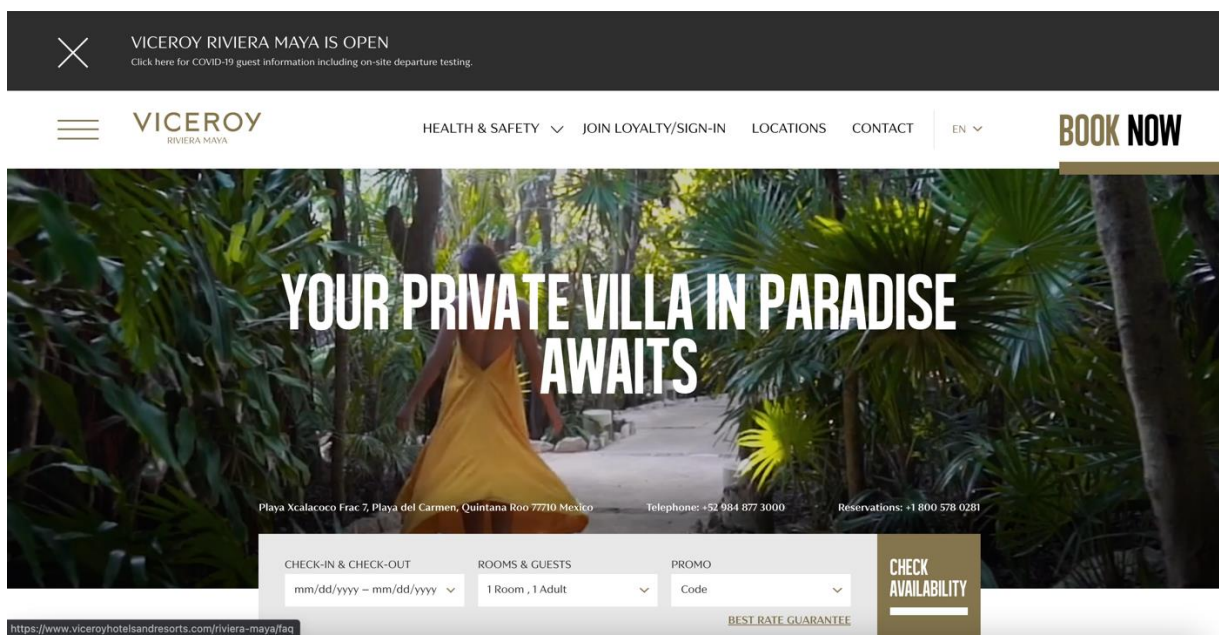 VICEROY RIVIERA MAYA IS OPEN
Click here for COVID-19 guest information including on-site departure testing.
VICEROY
RIVIERA MAYA
HEALTH & SAFETY
JOIN LOYALTY/SIGN-IN
LOCATIONS
CONTACT
EN
BOOK NOW
YOUR PRIVATE VILLA IN PARADISE
AWAITS
Playa Xcalacoco Frac 7, Playa del Carmen, Quintana Roo 77710 Mexico
Telephone: +52 984 877 3000
Reservations: +1 800 578 0281
CHECK-IN & CHECK-OUT
mm/dd/yyyy – mm/dd/yyyy
ROOMS & GUESTS
1 Room , 1 Adult
PROMO
Code
CHECK
AVAILABILITY
BEST RATE GUARANTEE
https://www.viceroyhotelsandresorts.com/riviera-maya/faq